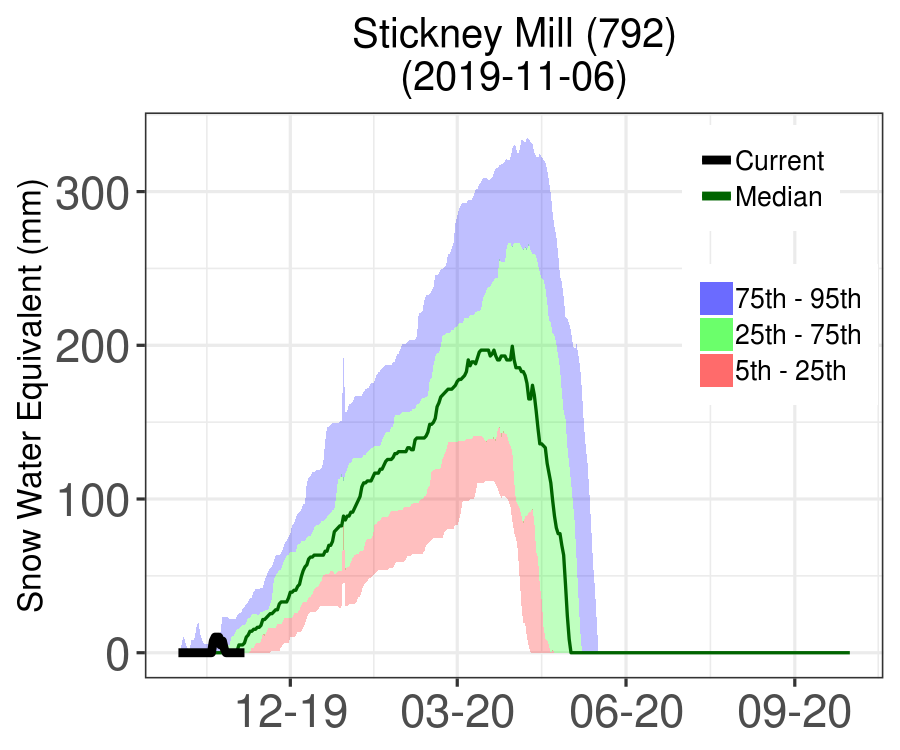 Stickney Mill (792)
(2019-11-06)
Snow Water Equivalent (mm)
300
200
100
0
12-19
03-20
06-20
09-20
Current
Median
75th - 95th
25th - 75th
5th - 25th